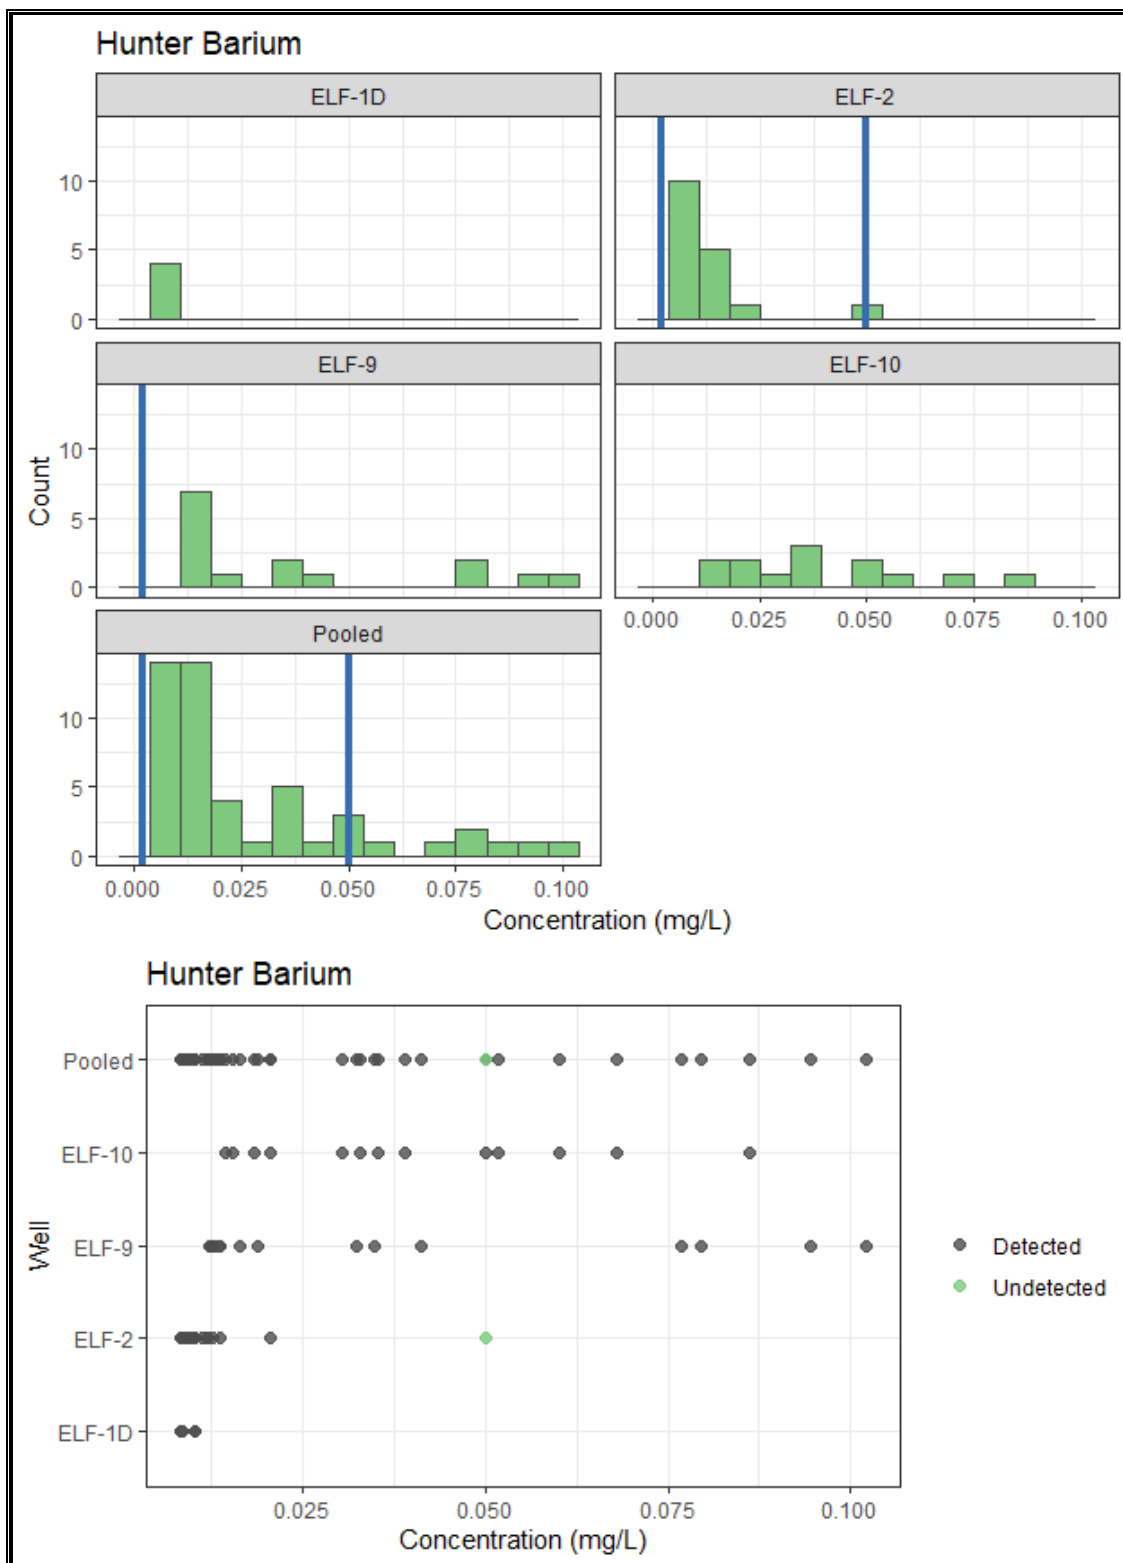 Hunter Barium
ELF-1D
ELF-2
10
5
0
ELF-9
ELF-10
Count
10
5
0
0.000 0.025 0.050 0.075 0.100
Pooled
10
5
0
0.000 0.025 0.050 0.075 0.100
Concentration (mg/L)
Hunter Barium
Pooled
ELF-10
Well
ELF-9
ELF-2
ELF-1D
Detected
Undetected
0.025 0.050 0.075 0.100
Concentration (mg/L)